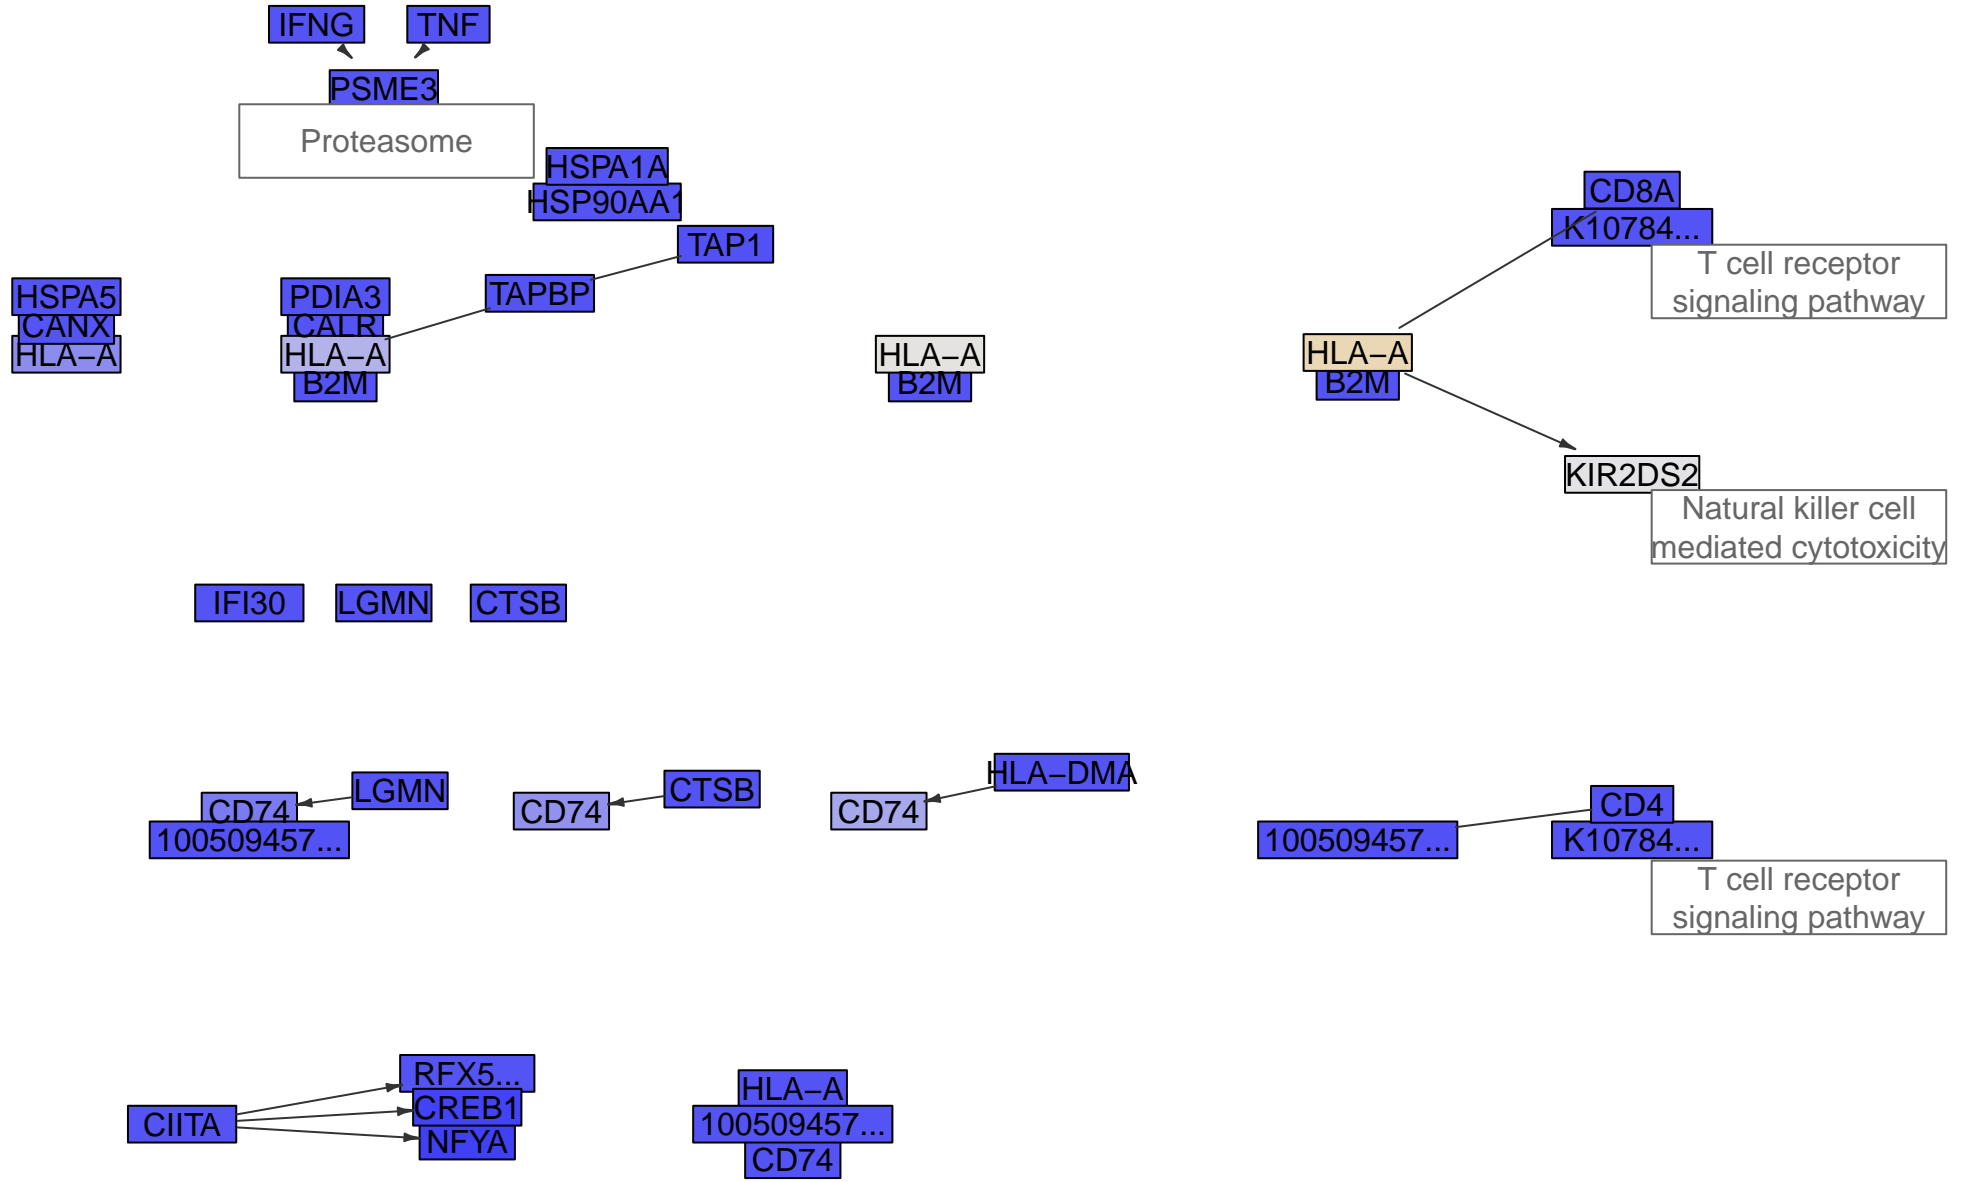 IFNG
TNF
PSME3
Proteasome
HSPA1A
HSP90AA1
TAP1
CD8A
K10784...
T cell receptor
signaling pathway
HSPA5
CANX
HLA−A
PDIA3
CALR
HLA−A
B2M
TAPBP
HLA−A
B2M
HLA−A
B2M
KIR2DS2
Natural killer cell
mediated cytotoxicity
IFI30
LGMN
CTSB
CD74
100509457...
LGMN
CD74
CTSB
CD74
HLA−DMA
100509457...
CD4
K10784...
T cell receptor
signaling pathway
CIITA
RFX5...
CREB1
NFYA
HLA−A
100509457...
CD74